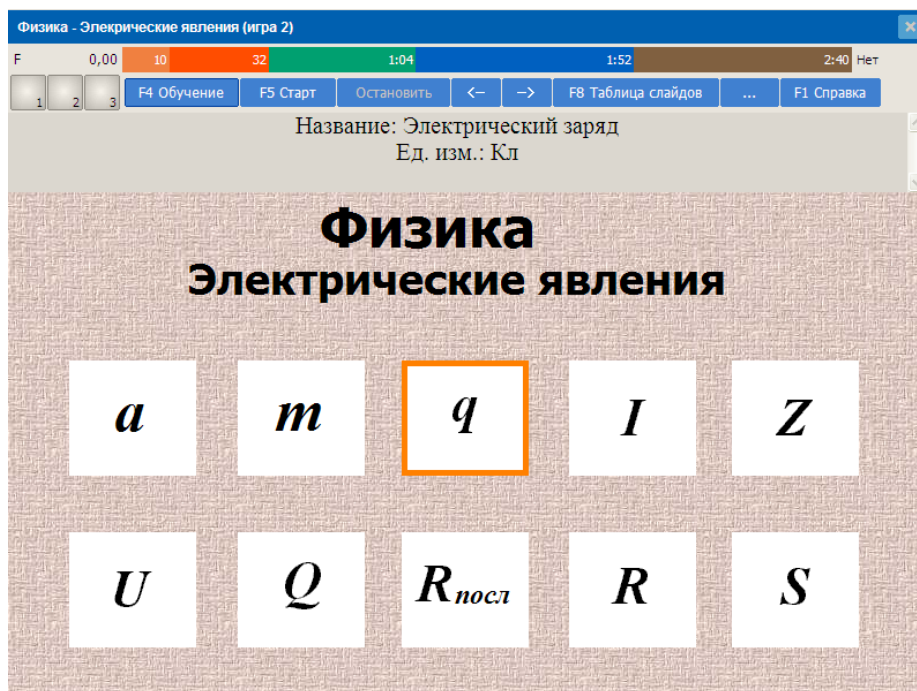 Физика - Элекрические явления (игра 2)
F 0,00 10 32 1:04 1:52 2:40 Нет
1 2 3 F4 Обучение F5 Старт Остановить <- -> F8 Таблица слайдов ... F1 Справка
Название: Электрический заряд
Ед. изм.: Кл
Физика
Электрические явления
a m q I Z
U Q Rпосл R S